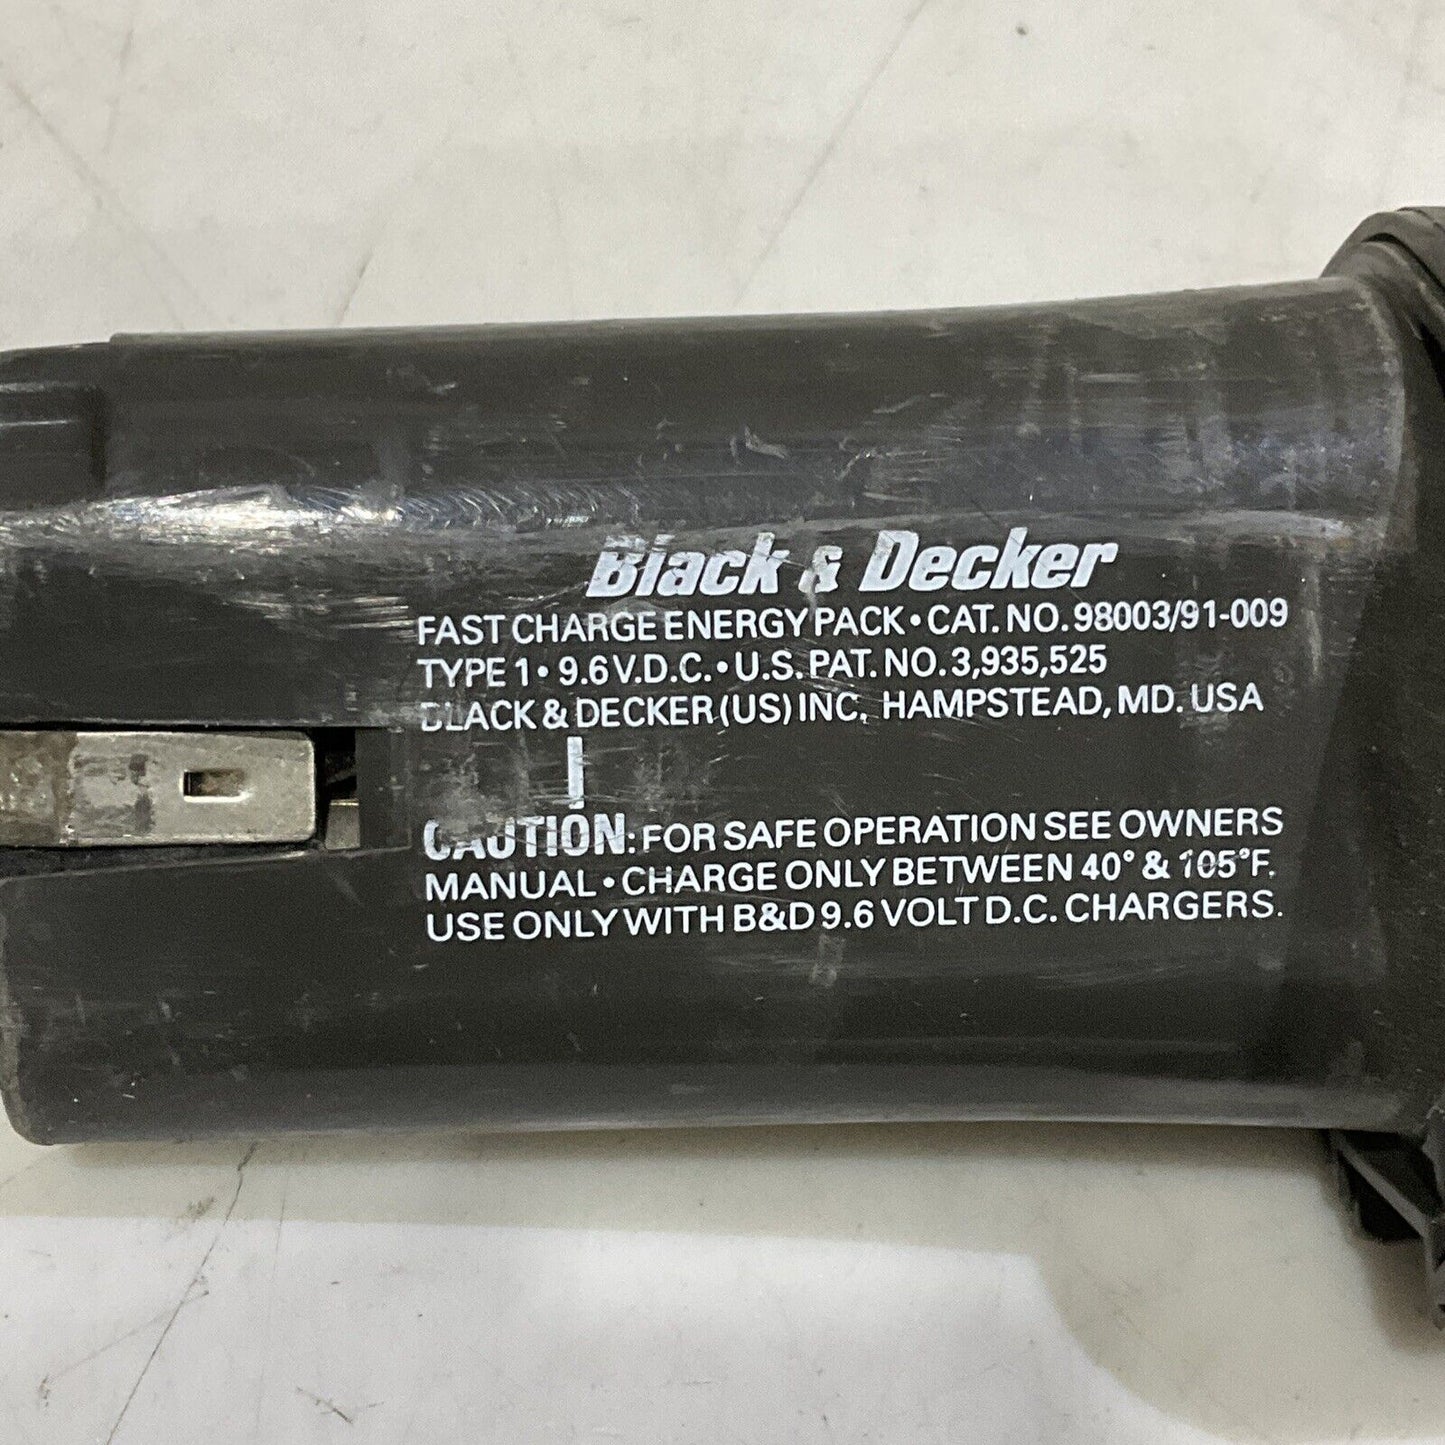 Black & Decker
FAST CHARGE ENERGY PACK • CAT. NO. 98003/91-009
TYPE 1 • 9.6 V.D.C. • U.S. PAT. NO. 3,935,525
BLACK & DECKER (US) INC. HAMPSTEAD, MD. USA
CAUTION: FOR SAFE OPERATION SEE OWNERS
MANUAL • CHARGE ONLY BETWEEN 40° & 105°F.
USE ONLY WITH B&D 9.6 VOLT D.C. CHARGERS.